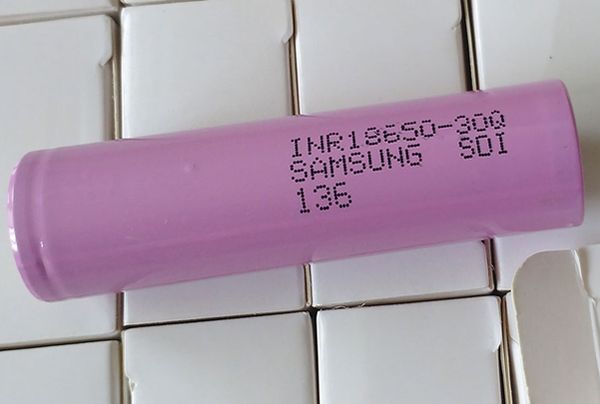 INR18650-30Q
SAMSUNG SDI
136